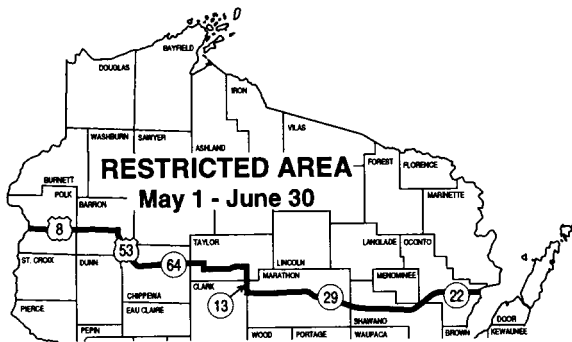 BAYFIELD
DOUGLAS
IRON
VILAS
WASHBURN
SAWYER
ASHLAND
FOREST
FLORENCE
RESTRICTED AREA
May 1 - June 30
BURNETT
POLK
BARRON
MARINETTE
8
53
TAYLOR
LANGLADE
OCONTO
ST. CROIX
DUNN
64
LINCOLN
MARATHON
MENOMINEE
CLARK
CHIPPEWA
13
29
22
PIERCE
EAU CLAIRE
PEPIN
WOOD
PORTAGE
SHAWANO
WAUPACA
BROWN
DOOR
KEWAUNEE